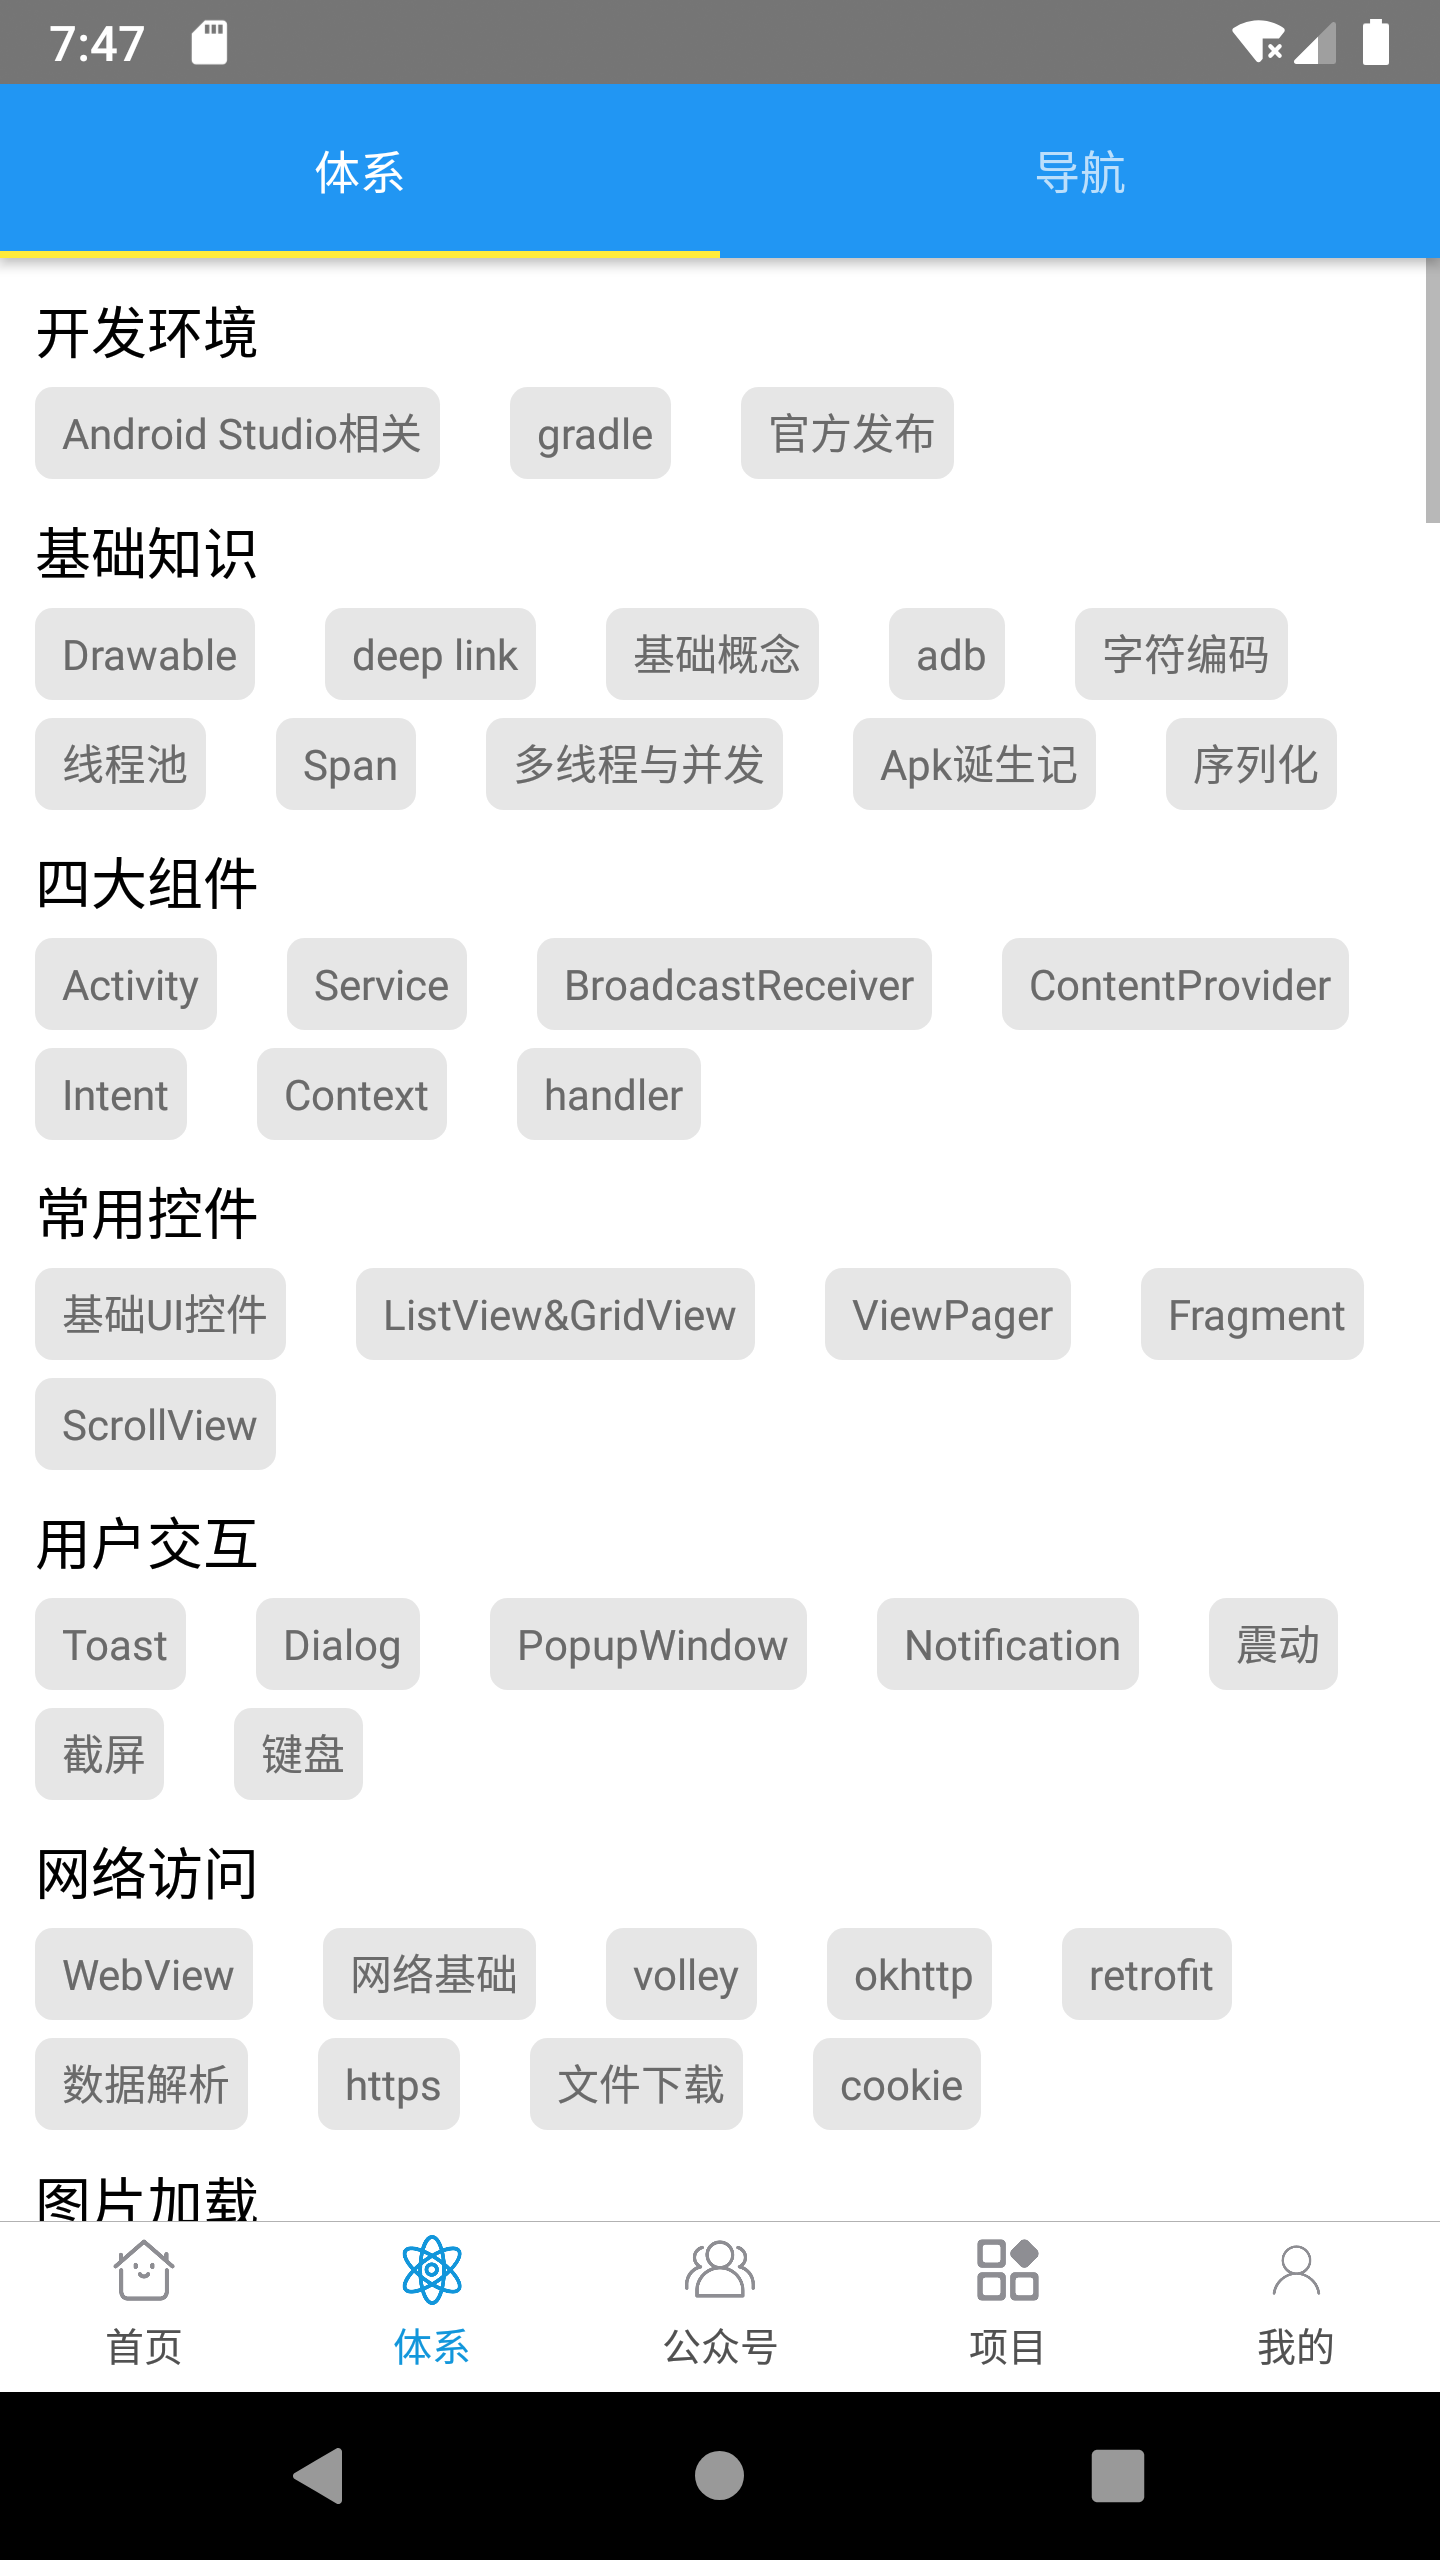 7:47
体系 导航
开发环境
Android Studio相关 gradle 官方发布
基础知识
Drawable deep link 基础概念 adb 字符编码
线程池 Span 多线程与并发 Apk诞生记 序列化
四大组件
Activity Service BroadcastReceiver ContentProvider
Intent Context handler
常用控件
基础UI控件 ListView&GridView ViewPager Fragment
ScrollView
用户交互
Toast Dialog PopupWindow Notification 震动
截屏 键盘
网络访问
WebView 网络基础 volley okhttp retrofit
数据解析 https 文件下载 cookie
图片加载
首页 体系 公众号 项目 我的